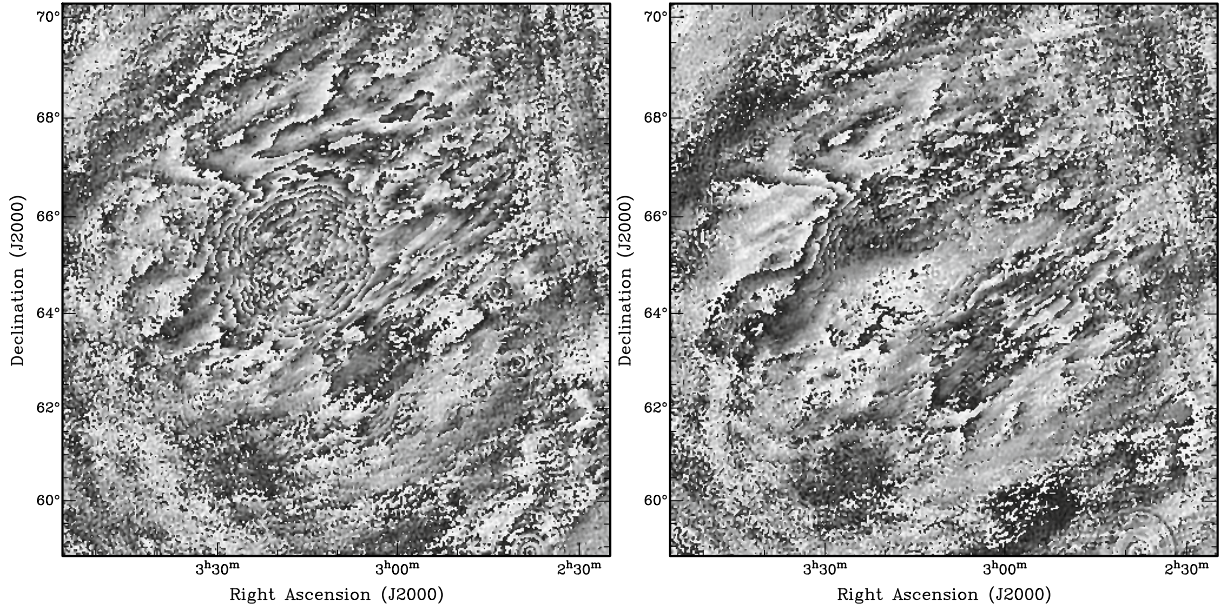 70°
68°
66°
64°
62°
60°
Declination (J2000)
3h30m
3h00m
2h30m
Right Ascension (J2000)
70°
68°
66°
64°
62°
60°
Declination (J2000)
3h30m
3h00m
2h30m
Right Ascension (J2000)